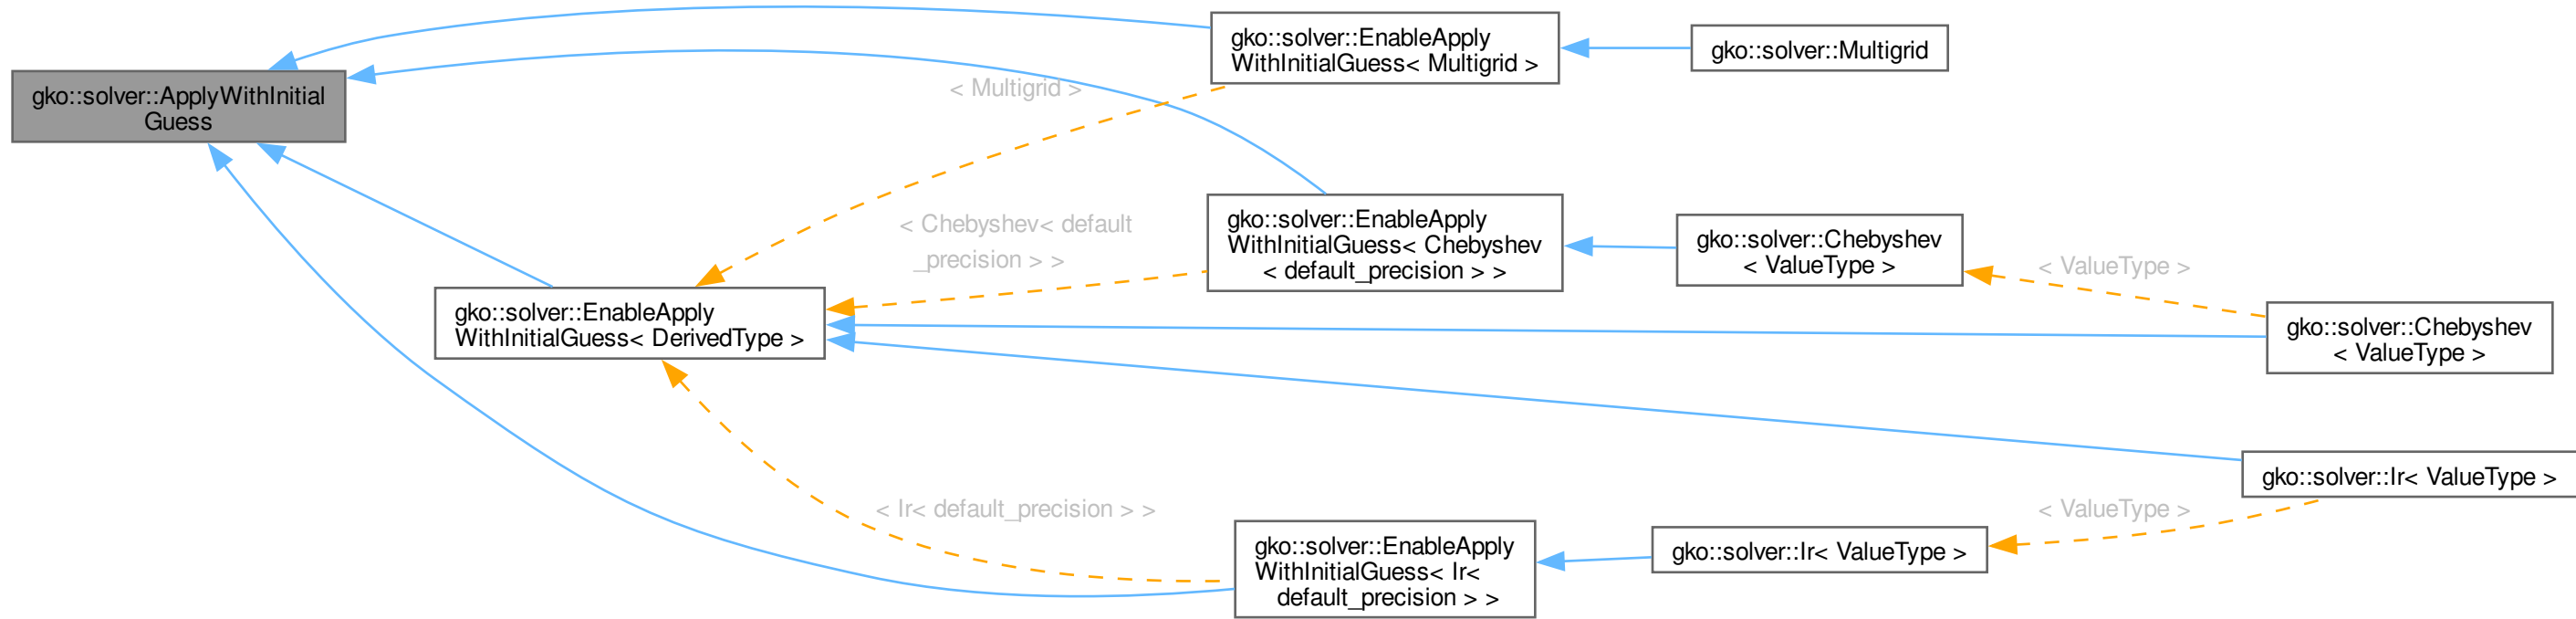 gko::solver::ApplyWithInitial
Guess
gko::solver::EnableApply
WithInitialGuess< Multigrid >
gko::solver::Multigrid
< Multigrid >
gko::solver::EnableApply
WithInitialGuess< Chebyshev
< default_precision > >
< Chebyshev< default
_precision > >
gko::solver::Chebyshev
< ValueType >
< ValueType >
gko::solver::EnableApply
WithInitialGuess< DerivedType >
gko::solver::Chebyshev
< ValueType >
gko::solver::Ir< ValueType >
< Ir< default_precision > >
< ValueType >
gko::solver::EnableApply
WithInitialGuess< Ir<
default_precision > >
gko::solver::Ir< ValueType >